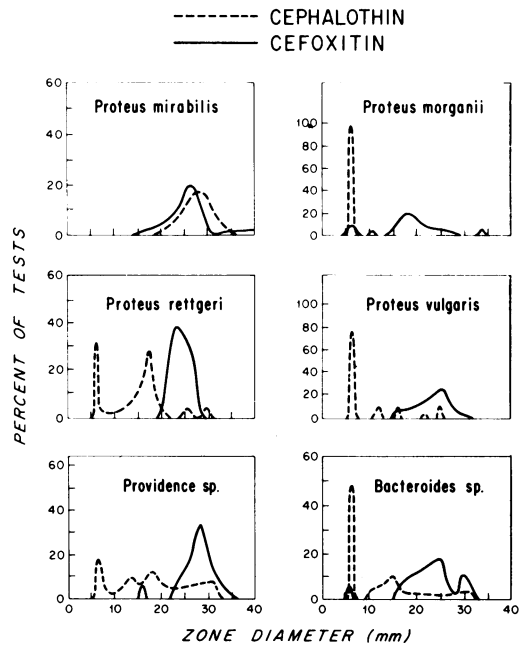 CEPHALOTHIN
CEFOXITIN
PERCENT OF TESTS
60
40
20
0
Proteus mirabilis
100
80
60
40
20
0
Proteus morganii
60
40
20
0
Proteus rettgeri
100
80
60
40
20
0
Proteus vulgaris
60
40
20
0
Providence sp.
60
40
20
0
Bacteroides sp.
0 10 20 30 40
0 10 20 30 40
ZONE DIAMETER (mm)